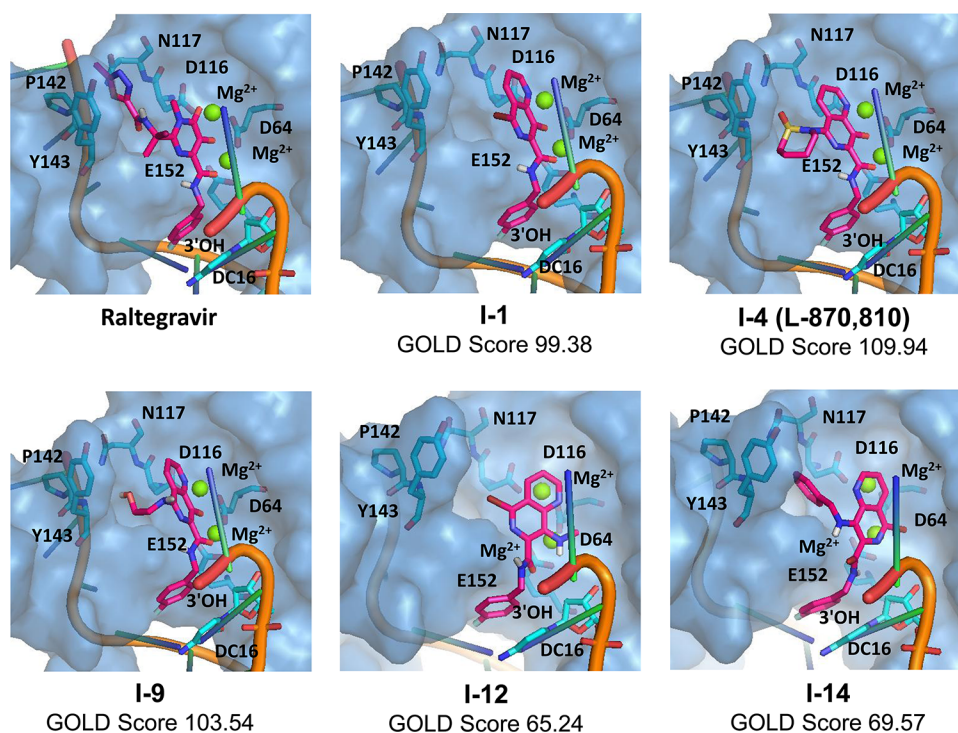 N117
P142
D116
Mg2+
D64
Mg2+
Y143
E152
3'OH
DC16
Raltegravir
N117
P142
D116
Mg2+
D64
Mg2+
Y143
E152
3'OH
DC16
I-1
GOLD Score 99.38
N117
P142
D116
Mg2+
D64
Mg2+
Y143
E152
3'OH
DC16
I-4 (L-870,810)
GOLD Score 109.94
N117
P142
D116
Mg2+
D64
Mg2+
Y143
E152
3'OH
DC16
I-9
GOLD Score 103.54
N117
P142
D116
Mg2+
Y143
D64
Mg2+
E152
3'OH
DC16
I-12
GOLD Score 65.24
P142
N117
D116
Mg2+
Y143
D64
Mg2+
E152
3'OH
DC16
I-14
GOLD Score 69.57